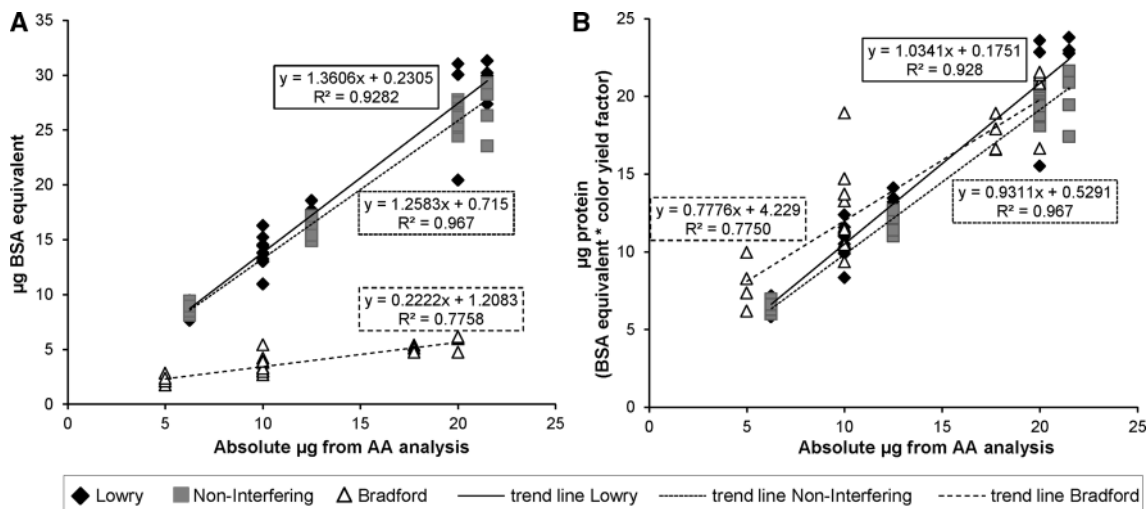 A
µg BSA equivalent
35
30
25
20
15
10
5
0
y = 1.3606x + 0.2305
R² = 0.9282
y = 1.2583x + 0.715
R² = 0.967
y = 0.2222x + 1.2083
R² = 0.7758
0 5 10 15 20 25
Absolute µg from AA analysis
B
µg protein
(BSA equivalent * color yield factor)
25
20
15
10
5
0
y = 1.0341x + 0.1751
R² = 0.928
y = 0.7776x + 4.229
R² = 0.7750
y = 0.9311x + 0.5291
R² = 0.967
0 5 10 15 20 25
Absolute µg from AA analysis
Lowry Non-Interfering Bradford trend line Lowry trend line Non-Interfering trend line Bradford